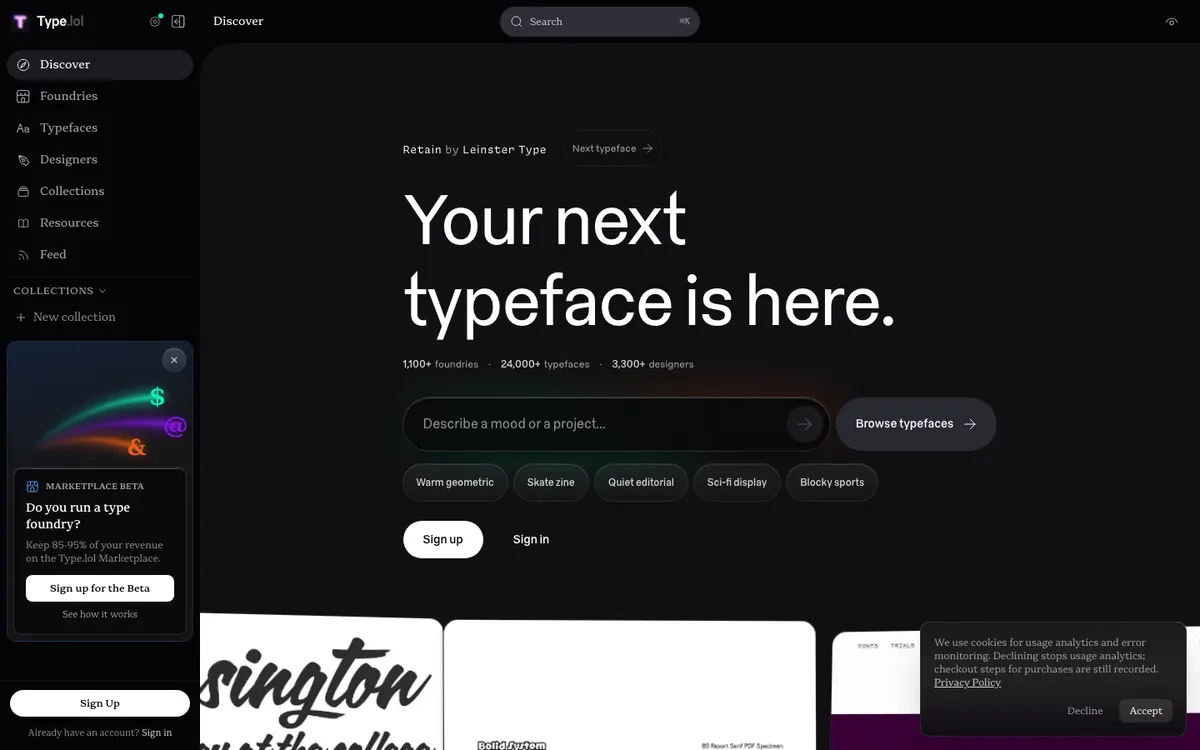 Type.lol
Discover
Search
⌘K
Discover
Foundries
Aa Typefaces
Designers
Collections
Resources
Feed
COLLECTIONS
+ New collection
$
@
&
MARKETPLACE BETA
Do you run a type
foundry?
Keep 85-95% of your revenue
on the Type.lol Marketplace.
Sign up for the Beta
See how it works
Sign Up
Already have an account? Sign in
Retain by Leinster Type
Next typeface →
Your next
typeface is here.
1,100+ foundries · 24,000+ typefaces · 3,300+ designers
Describe a mood or a project...
Browse typefaces →
Warm geometric
Skate zine
Quiet editorial
Sci-fi display
Blocky sports
Sign up
Sign in
sington
Bolid System
BS Resort Serif PDF Specimen
FONTS
TRIALS
We use cookies for usage analytics and error
monitoring. Declining stops usage analytics;
checkout steps for purchases are still recorded.
Privacy Policy
Decline
Accept